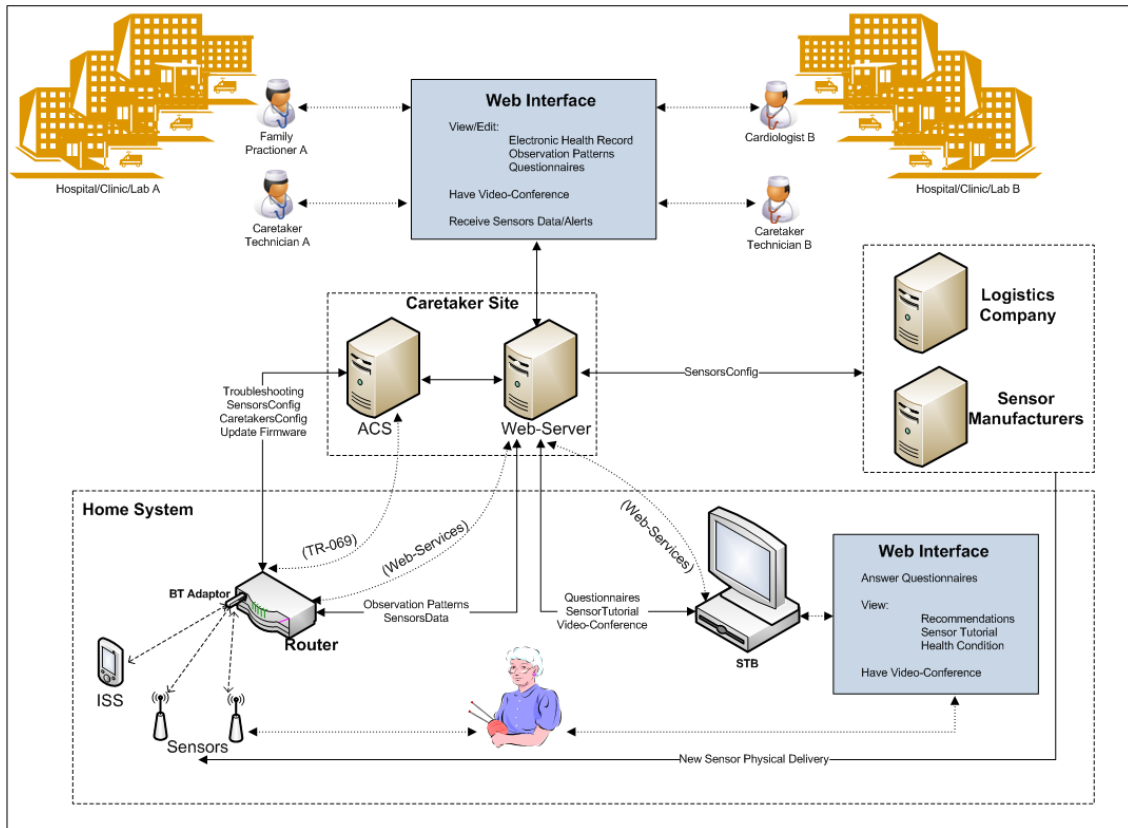 Web Interface
View/Edit:
Electronic Health Record
Observation Patterns
Questionnaires
Have Video-Conference
Receive Sensors Data/Alerts
Family
Practioner A
Cardiologist B
Hospital/Clinic/Lab A
Hospital/Clinic/Lab B
Caretaker
Technician A
Caretaker
Technician B
Caretaker Site
ACS
Web-Server
SensorsConfig
Logistics
Company
Sensor
Manufacturers
Troubleshooting
SensorsConfig
CaretakersConfig
Update Firmware
Home System
(TR-069)
(Web-Services)
(Web-Services)
BT Adaptor
Router
Observation Patterns
SensorsData
Questionnaires
SensorTutorial
Video-Conference
STB
Web Interface
Answer Questionnaires
View:
Recommendations
Sensor Tutorial
Health Condition
Have Video-Conference
ISS
Sensors
New Sensor Physical Delivery